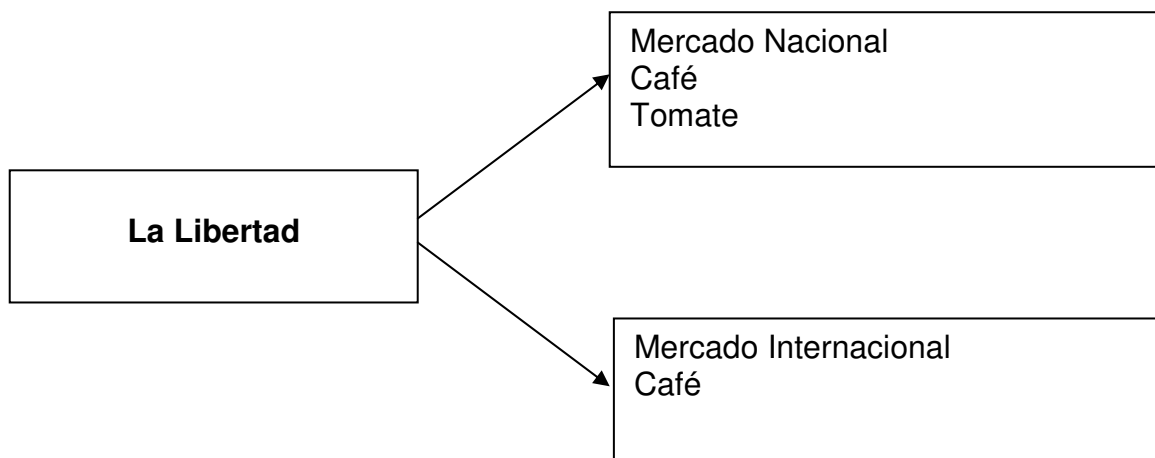 Mercado Nacional
Café
Tomate
La Libertad
Mercado Internacional
Café